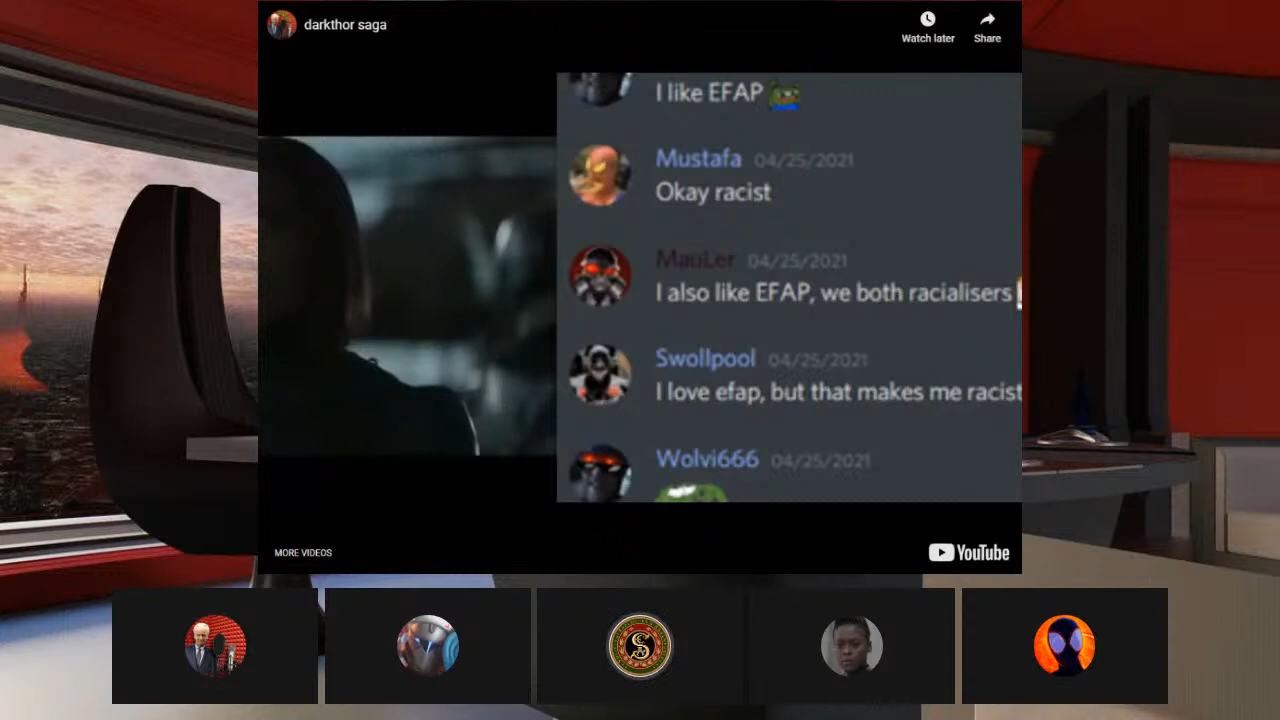 darkthor saga
Watch later
Share
I like EFAP
Mustafa 04/25/2021
Okay racist
MauLer 04/25/2021
I also like EFAP, we both racialisers
Swollpool 04/25/2021
I love efap, but that makes me racist
Wolvi666 04/25/2021
MORE VIDEOS
YouTube
S